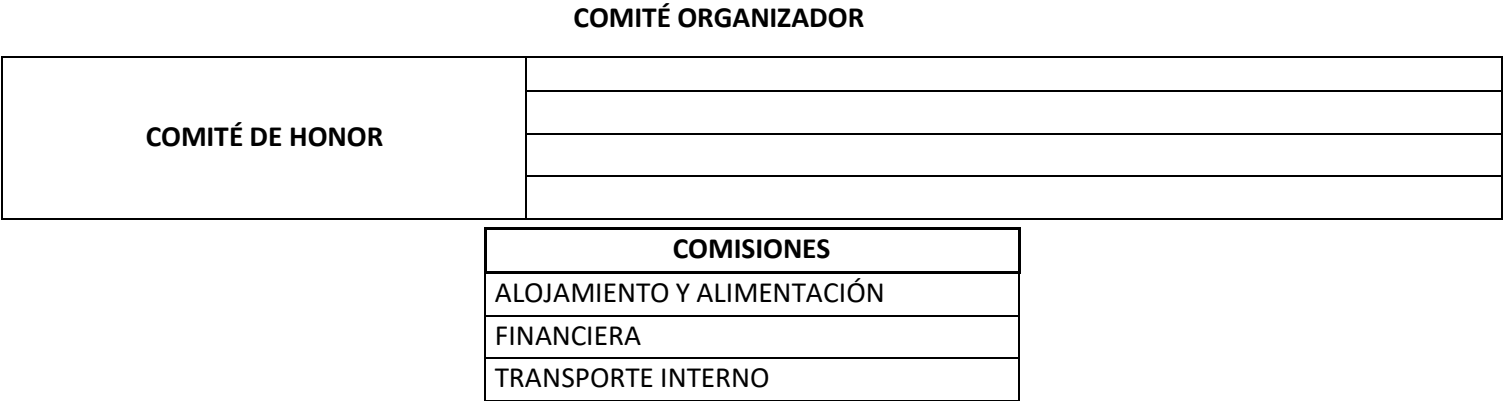 COMITÉ ORGANIZADOR
COMITÉ DE HONOR
COMISIONES
ALOJAMIENTO Y ALIMENTACIÓN
FINANCIERA
TRANSPORTE INTERNO